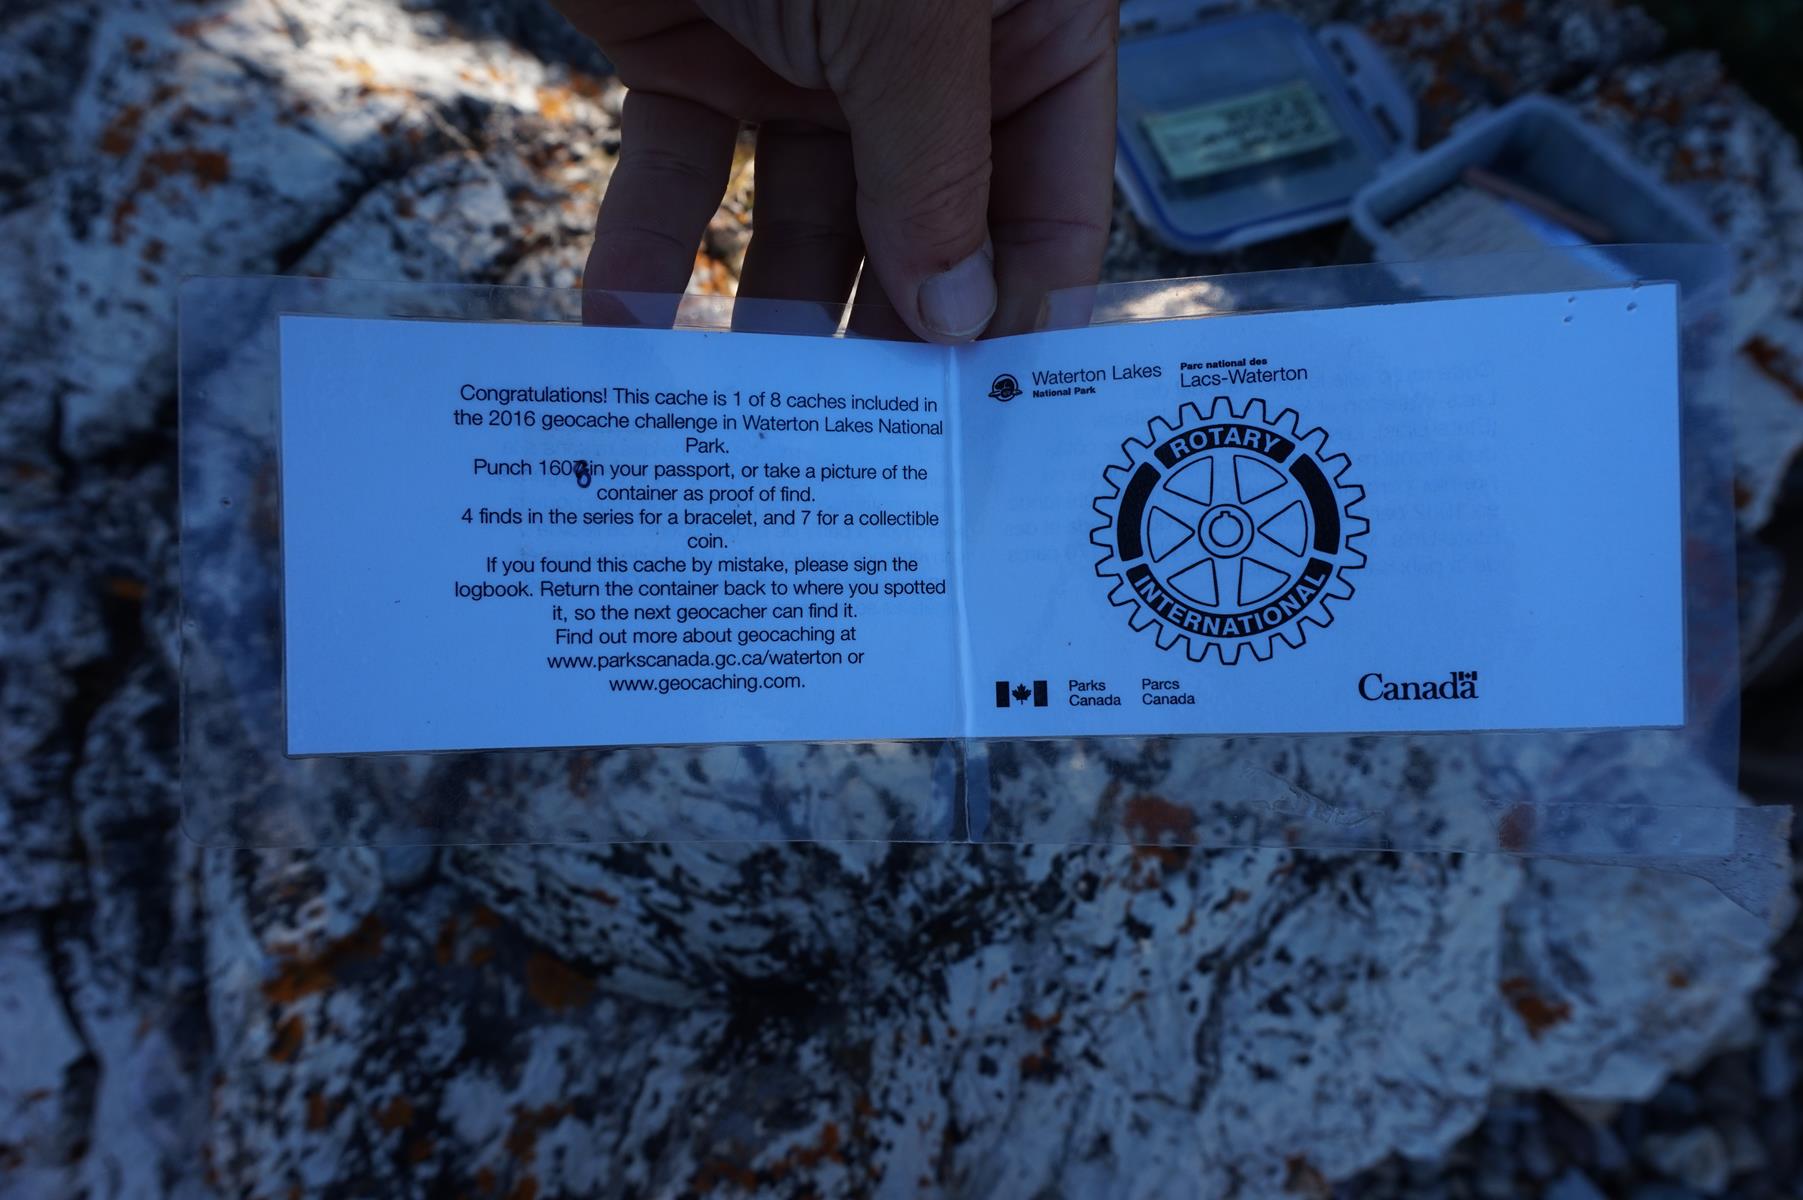 Congratulations! This cache is 1 of 8 caches included in
the 2016 geocache challenge in Waterton Lakes National
Park.
Punch 1608 in your passport, or take a picture of the
container as proof of find.
4 finds in the series for a bracelet, and 7 for a collectible
coin.
If you found this cache by mistake, please sign the
logbook. Return the container back to where you spotted
it, so the next geocacher can find it.
Find out more about geocaching at
www.parkscanada.gc.ca/waterton or
www.geocaching.com.
Waterton Lakes
National Park
Parc national des
Lacs-Waterton
ROTARY
INTERNATIONAL
Parks
Canada
Parcs
Canada
Canada